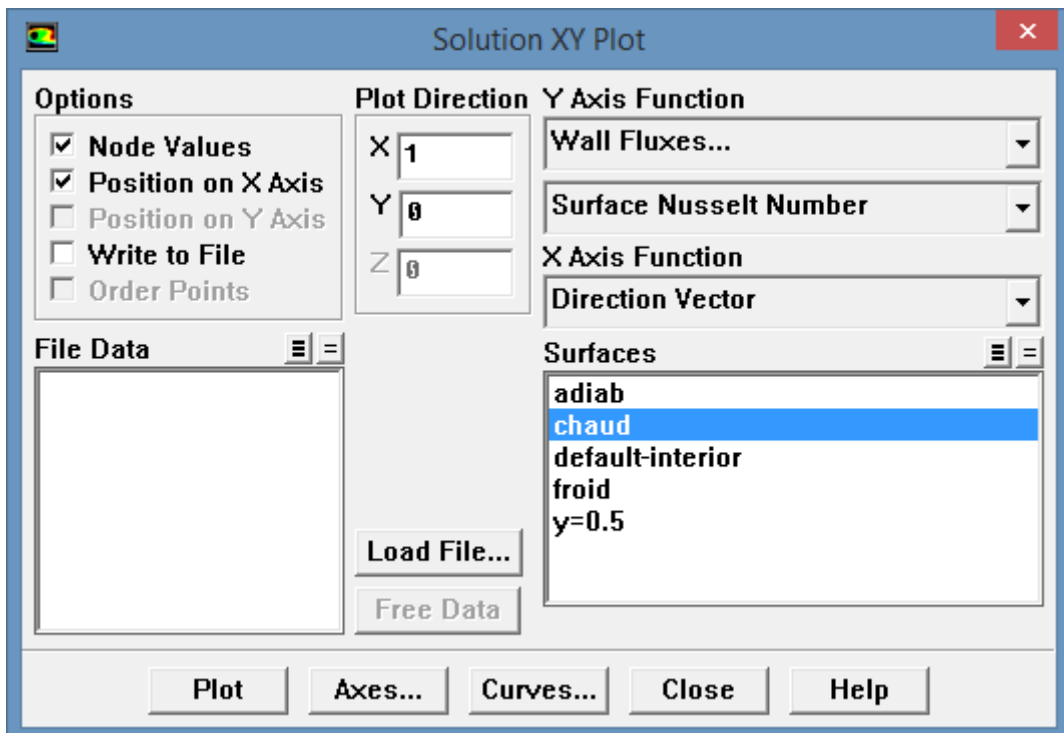 Solution XY Plot
Options
Node Values
Position on X Axis
Position on Y Axis
Write to File
Order Points
Plot Direction
X 1
Y 0
Z 0
Y Axis Function
Wall Fluxes...
Surface Nusselt Number
X Axis Function
Direction Vector
File Data
Load File...
Free Data
Surfaces
adiab
chaud
default-interior
froid
y=0.5
Plot
Axes...
Curves...
Close
Help